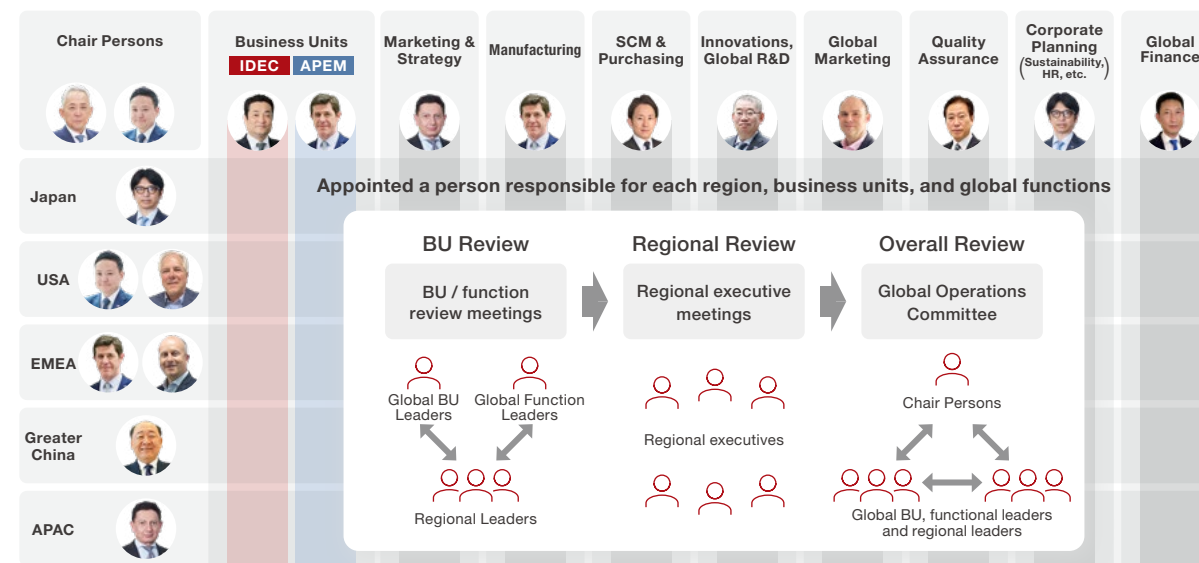 Chair Persons
Business Units
IDEC APEM
Marketing &
Strategy
Manufacturing
SCM &
Purchasing
Innovations,
Global R&D
Global
Marketing
Quality
Assurance
Corporate
Planning
(Sustainability,
HR, etc.)
Global
Finance
Japan
USA
EMEA
Greater
China
APAC
Appointed a person responsible for each region, business units, and global functions
BU Review
BU / function
review meetings
Global BU
Leaders
Global Function
Leaders
Regional Leaders
Regional Review
Regional executive
meetings
Regional executives
Overall Review
Global Operations
Committee
Chair Persons
Global BU, functional leaders
and regional leaders